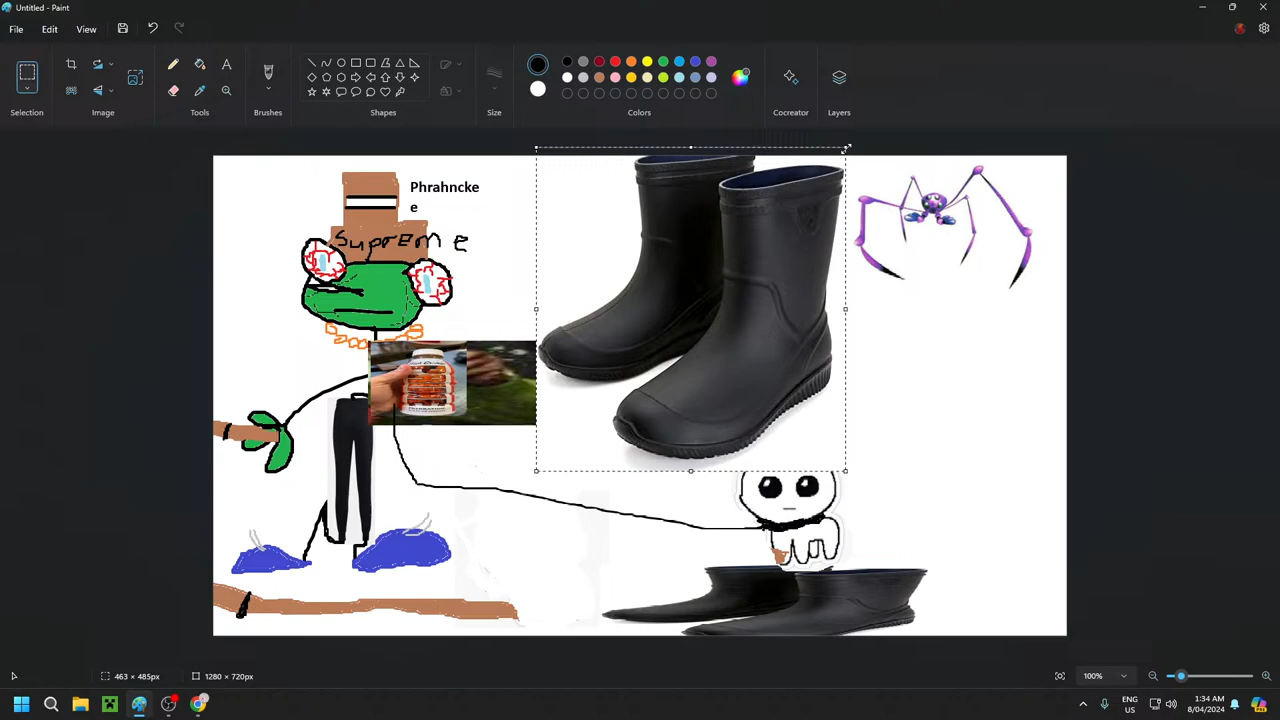 Untitled - Paint
File Edit View
Selection Image Tools Brushes Shapes Size Colors Cocreator Layers
Phrahncke
e
Supreme
463 × 485px 1280 × 720px 100%
ENG 1:34 AM
US 8/04/2024